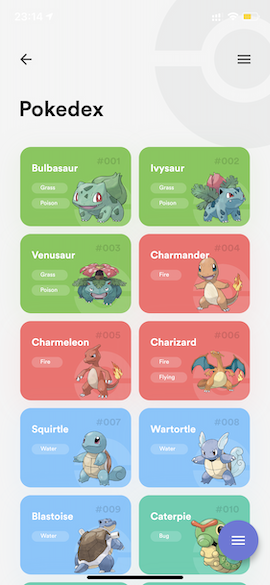 23:14
Pokedex
#001
Bulbasaur
Grass
Poison
#002
Ivysaur
Grass
Poison
#003
Venusaur
Grass
Poison
#004
Charmander
Fire
#005
Charmeleon
Fire
#006
Charizard
Fire
Flying
#007
Squirtle
Water
#008
Wartortle
Water
#009
Blastoise
Water
#010
Caterpie
Bug